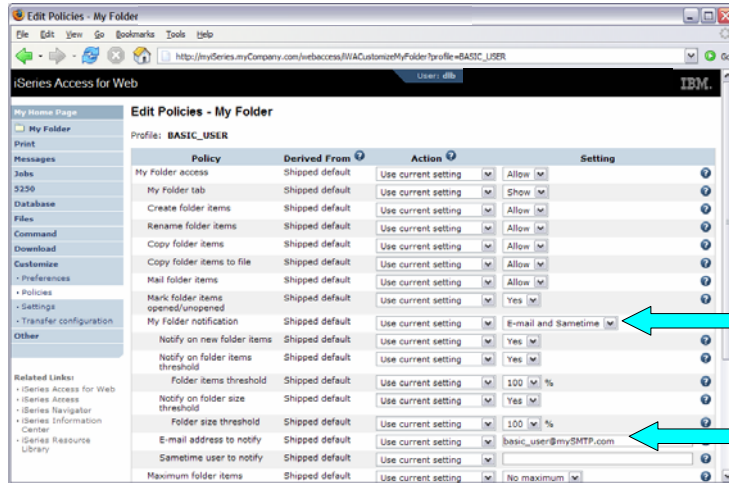 Edit Policies - My Folder
File Edit View Go Bookmarks Tools Help
http://myiSeries.myCompany.com/webaccess/iWACustomizeMyFolder?profile=BASIC_USER
Go
User: dlb
iSeries Access for Web
IBM.
My Home Page
My Folder
Print
Messages
Jobs
5250
Database
Files
Command
Download
Customize
• Preferences
• Policies
• Settings
• Transfer configuration
Other
Related Links:
• iSeries Access for Web
• iSeries Access
• iSeries Navigator
• iSeries Information Center
• iSeries Resource Library
Edit Policies - My Folder
Profile: BASIC_USER
Policy Derived From ? Action ? Setting
My Folder access Shipped default Use current setting Allow ?
My Folder tab Shipped default Use current setting Show ?
Create folder items Shipped default Use current setting Allow ?
Rename folder items Shipped default Use current setting Allow ?
Copy folder items Shipped default Use current setting Allow ?
Copy folder items to file Shipped default Use current setting Allow ?
Mail folder items Shipped default Use current setting Allow ?
Mark folder items opened/unopened Shipped default Use current setting Yes ?
My Folder notification Shipped default Use current setting E-mail and Sametime ?
Notify on new folder items Shipped default Use current setting Yes ?
Notify on folder items threshold Shipped default Use current setting Yes ?
Folder items threshold Shipped default Use current setting 100 % ?
Notify on folder size threshold Shipped default Use current setting Yes ?
Folder size threshold Shipped default Use current setting 100 % ?
E-mail address to notify Shipped default Use current setting basic_user@mySMTP.com ?
Sametime user to notify Shipped default Use current setting ?
Maximum folder items Shipped default Use current setting No maximum ?